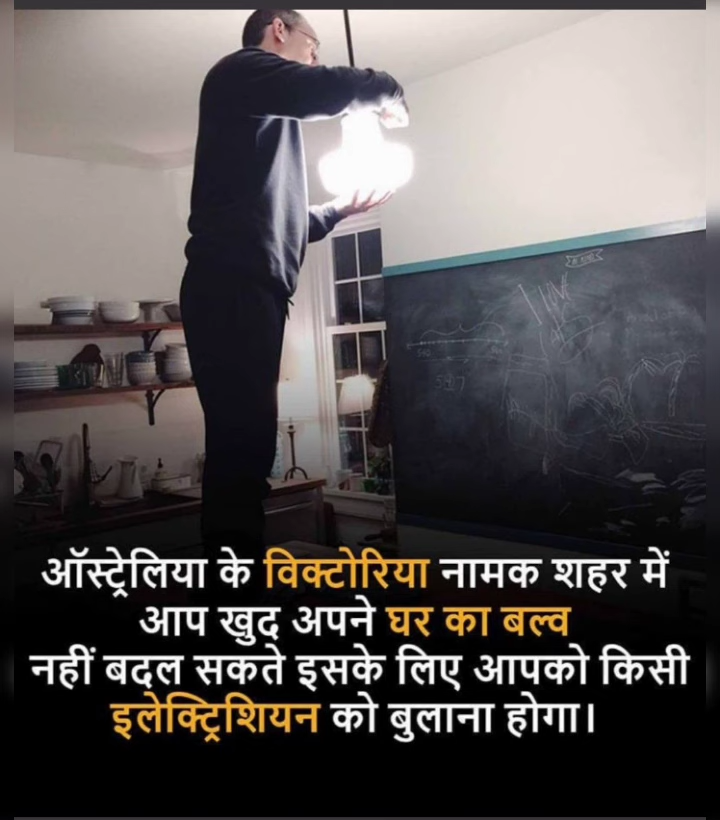 ऑस्ट्रेलिया के विक्टोरिया नामक शहर में
आप खुद अपने घर का बल्व
नहीं बदल सकते इसके लिए आपको किसी
इलेक्ट्रिशियन को बुलाना होगा।